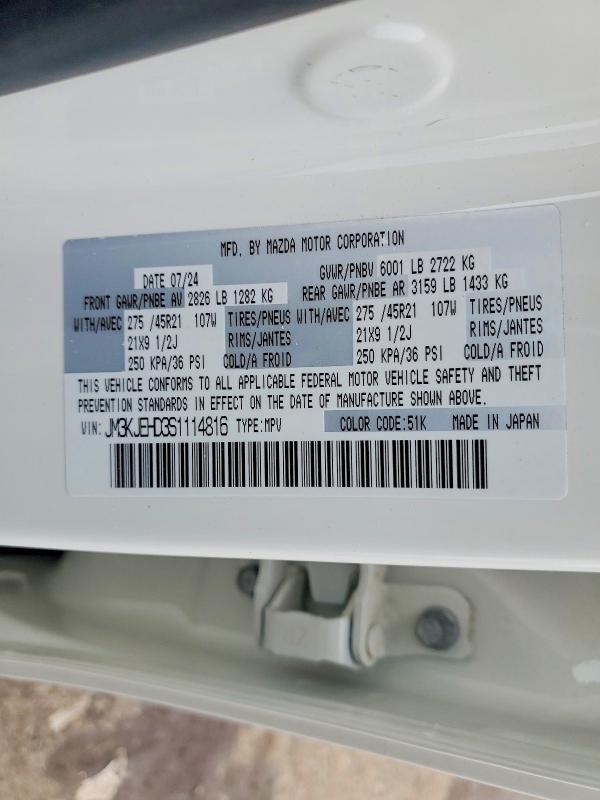 MFD. BY MAZDA MOTOR CORPORATION
DATE 07/24 GVWR/PNBV 6001 LB 2722 KG
FRONT GAWR/PNBE AV 2826 LB 1282 KG REAR GAWR/PNBE AR 3159 LB 1433 KG
WITH/AVEC 275 /45R21 107W TIRES/PNEUS WITH/AVEC 275 /45R21 107W TIRES/PNEUS
21X9 1/2J RIMS/JANTES 21X9 1/2J RIMS/JANTES
250 KPA/36 PSI COLD/A FROID 250 KPA/36 PSI COLD/A FROID
THIS VEHICLE CONFORMS TO ALL APPLICABLE FEDERAL MOTOR VEHICLE SAFETY AND THEFT
PREVENTION STANDARDS IN EFFECT ON THE DATE OF MANUFACTURE SHOWN ABOVE.
VIN: JM3KJEHD3S1114816 TYPE:MPV COLOR CODE:51K MADE IN JAPAN